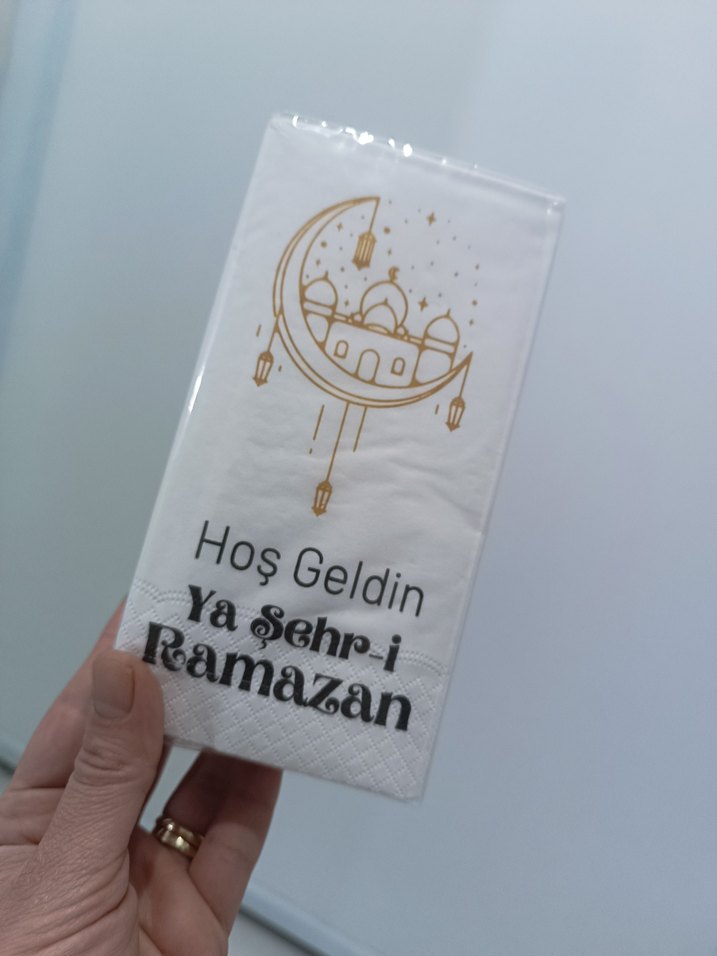 Hoş Geldin
Ya Şehr-i
Ramazan